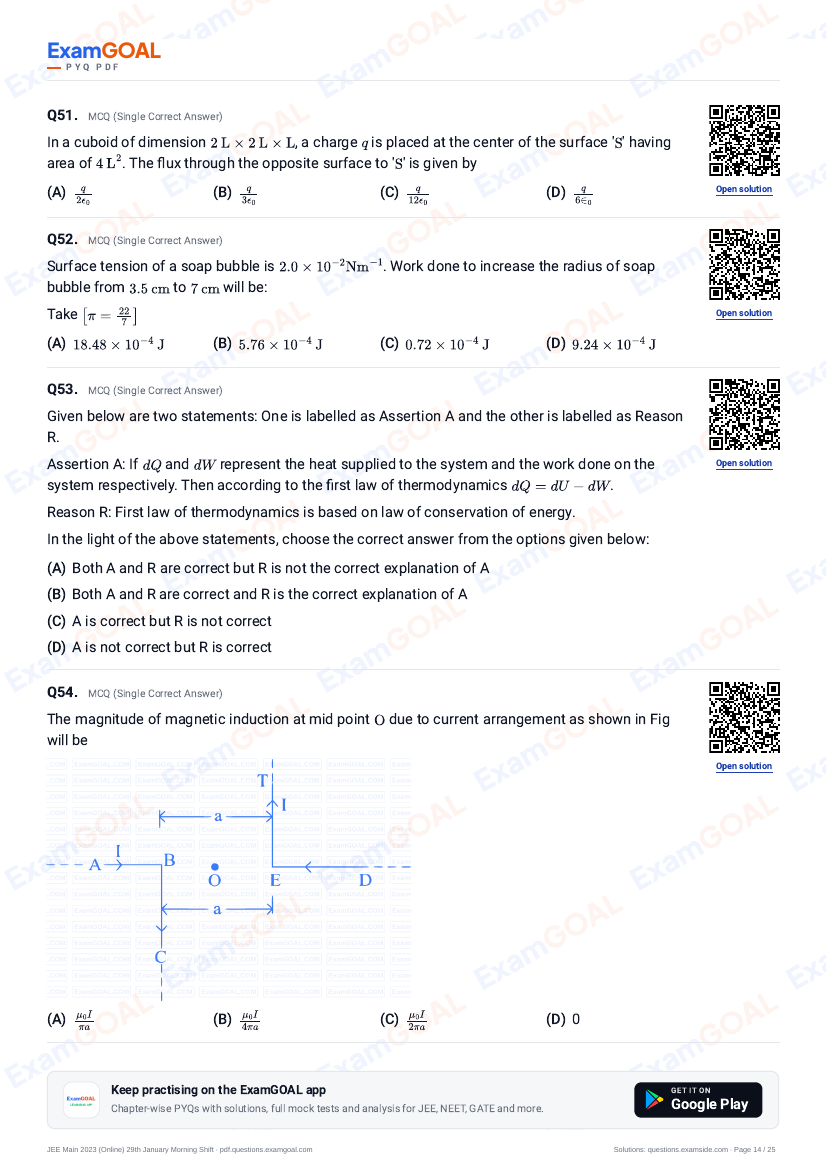 ExamGOAL
PYQ PDF
Q51. MCQ (Single Correct Answer)
In a cuboid of dimension 2 L × 2 L × L, a charge q is placed at the center of the surface 'S' having
area of 4 L². The flux through the opposite surface to 'S' is given by
(A) q/2ϵ₀ (B) q/3ϵ₀ (C) q/12ϵ₀ (D) q/6∈₀
Open solution
Q52. MCQ (Single Correct Answer)
Surface tension of a soap bubble is 2.0 × 10⁻²Nm⁻¹. Work done to increase the radius of soap
bubble from 3.5 cm to 7 cm will be:
Take [π = 22/7]
(A) 18.48 × 10⁻⁴ J (B) 5.76 × 10⁻⁴ J (C) 0.72 × 10⁻⁴ J (D) 9.24 × 10⁻⁴ J
Open solution
Q53. MCQ (Single Correct Answer)
Given below are two statements: One is labelled as Assertion A and the other is labelled as Reason
R.
Assertion A: If dQ and dW represent the heat supplied to the system and the work done on the
system respectively. Then according to the first law of thermodynamics dQ = dU − dW.
Reason R: First law of thermodynamics is based on law of conservation of energy.
In the light of the above statements, choose the correct answer from the options given below:
(A) Both A and R are correct but R is not the correct explanation of A
(B) Both A and R are correct and R is the correct explanation of A
(C) A is correct but R is not correct
(D) A is not correct but R is correct
Open solution
Q54. MCQ (Single Correct Answer)
The magnitude of magnetic induction at mid point O due to current arrangement as shown in Fig
will be
Open solution
T
I
a
I
A B
O E D
a
C
(A) μ₀I/πa (B) μ₀I/4πa (C) μ₀I/2πa (D) 0
Keep practising on the ExamGOAL app
Chapter-wise PYQs with solutions, full mock tests and analysis for JEE, NEET, GATE and more.
GET IT ON
Google Play
JEE Main 2023 (Online) 29th January Morning Shift · pdf.questions.examgoal.com
Solutions: questions.examside.com · Page 14 / 25